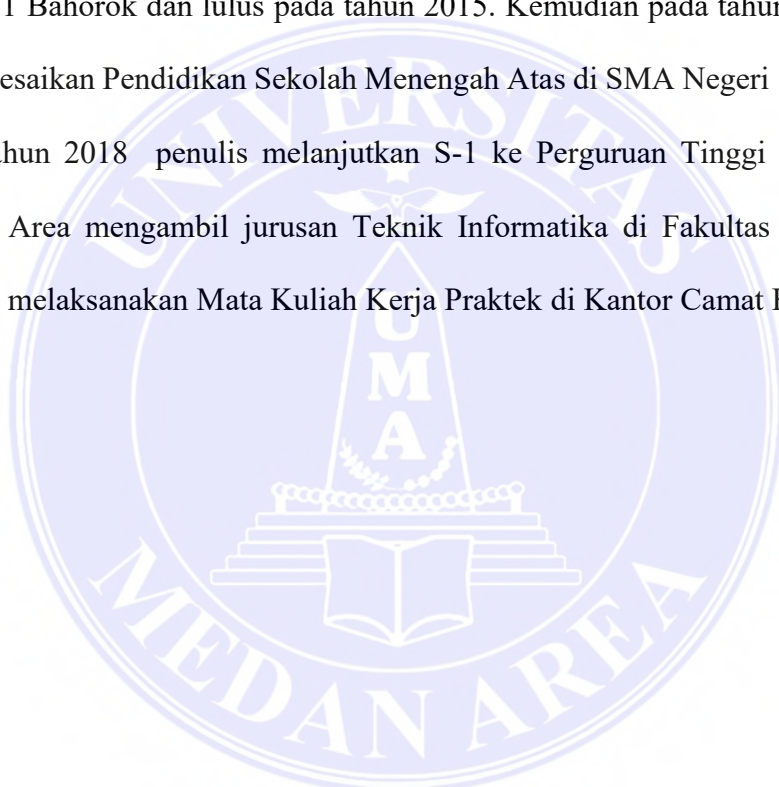 1 Bahorok dan lulus pada tahun 2015. Kemudian pada tahun
esaikan Pendidikan Sekolah Menengah Atas di SMA Negeri
hun 2018 penulis melanjutkan S-1 ke Perguruan Tinggi
Area mengambil jurusan Teknik Informatika di Fakultas
melaksanakan Mata Kuliah Kerja Praktek di Kantor Camat
UNIVERSITAS
UMA
MEDAN AREA